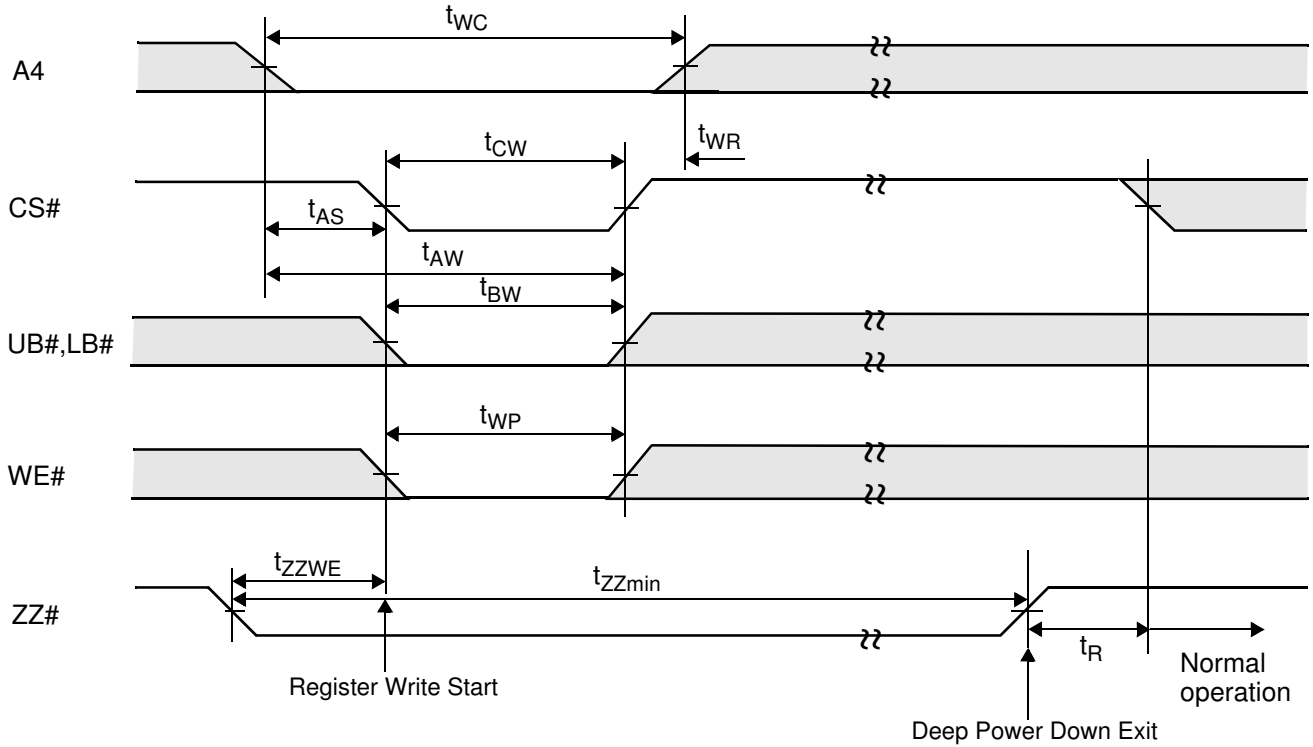 tWC
A4
tWR
tCW
CS#
tAS
tAW
tBW
UB#,LB#
tWP
WE#
tZZWE
tZZmin
ZZ#
tR
Normal
operation
Register Write Start
Deep Power Down Exit